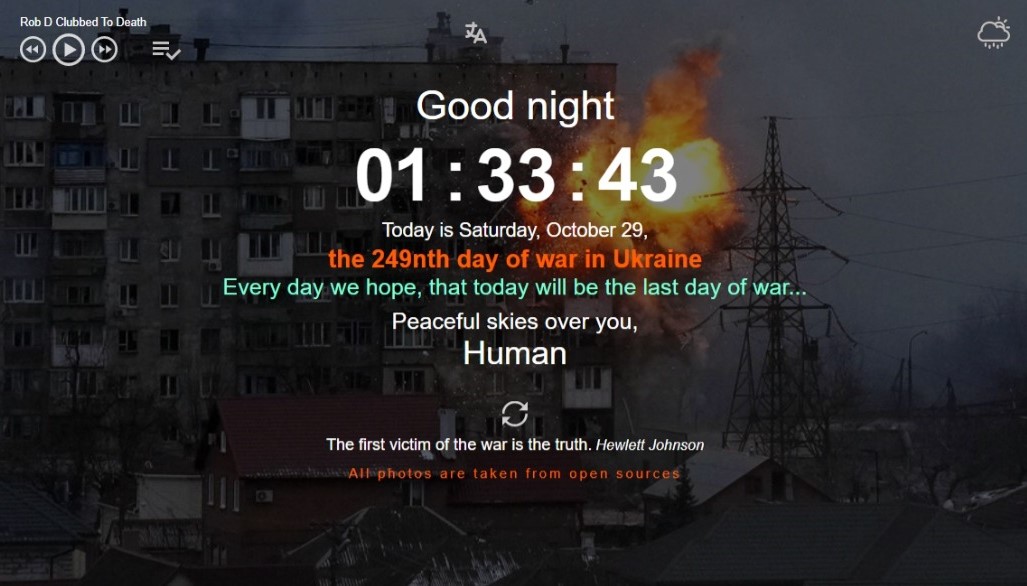 Rob D Clubbed To Death
Good night
01 : 33 : 43
Today is Saturday, October 29,
the 249nth day of war in Ukraine
Every day we hope, that today will be the last day of war...
Peaceful skies over you,
Human
The first victim of the war is the truth. Hewlett Johnson
All photos are taken from open sources